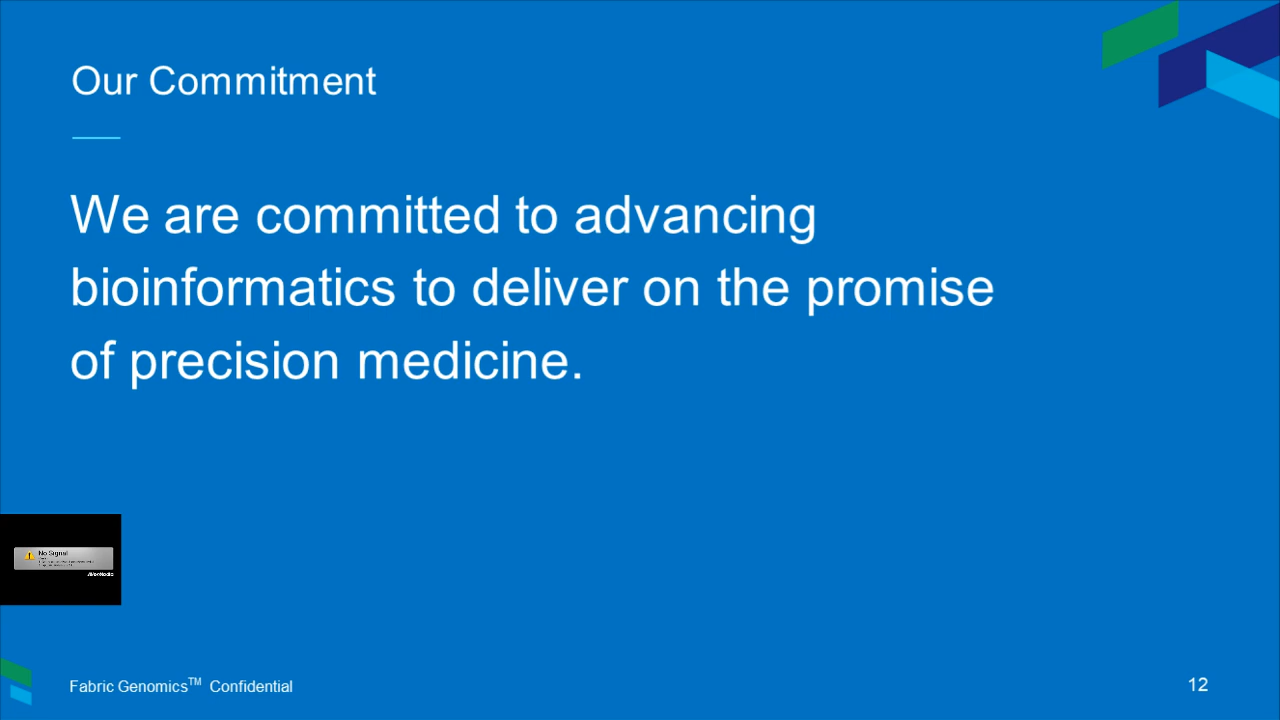 Our Commitment
We are committed to advancing
bioinformatics to deliver on the promise
of precision medicine.
No Signal
AVerMedia
Fabric Genomics™ Confidential
12